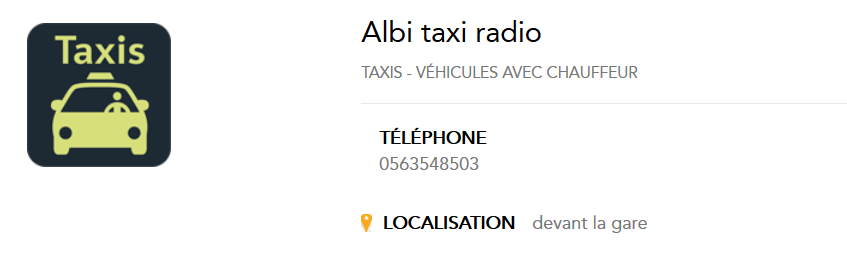 Taxis
Albi taxi radio
TAXIS - VÉHICULES AVEC CHAUFFEUR
TÉLÉPHONE
0563548503
LOCALISATION devant la gare